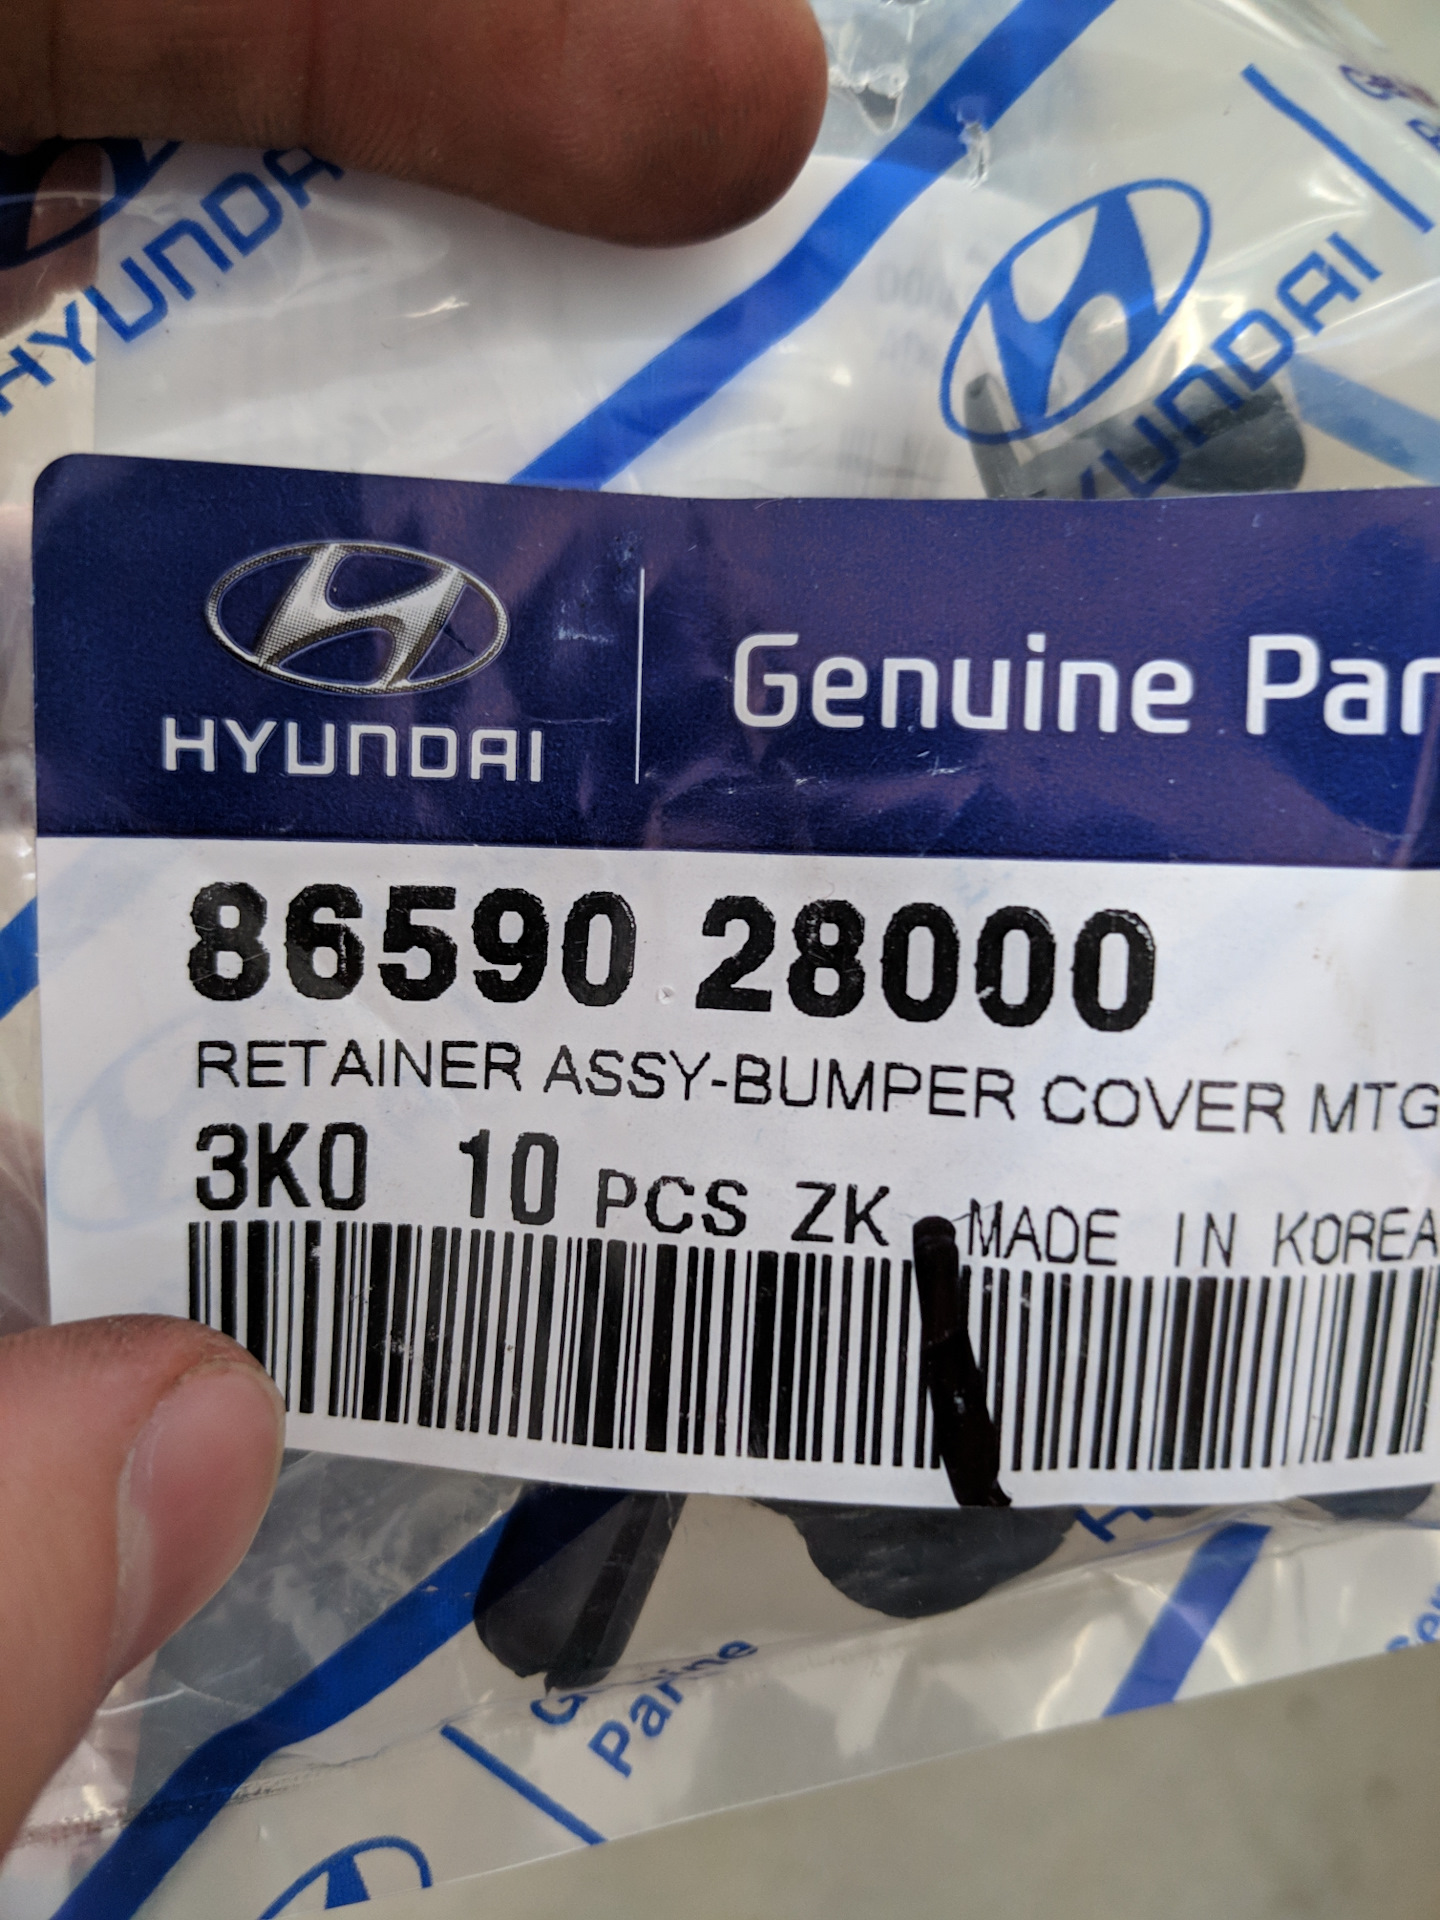 HYUNDAI
HYUNDAI
HYUNDAI
Genuine Par
86590 28000
RETAINER ASSY-BUMPER COVER MTG
3K0 10 PCS ZK MADE IN KOREA